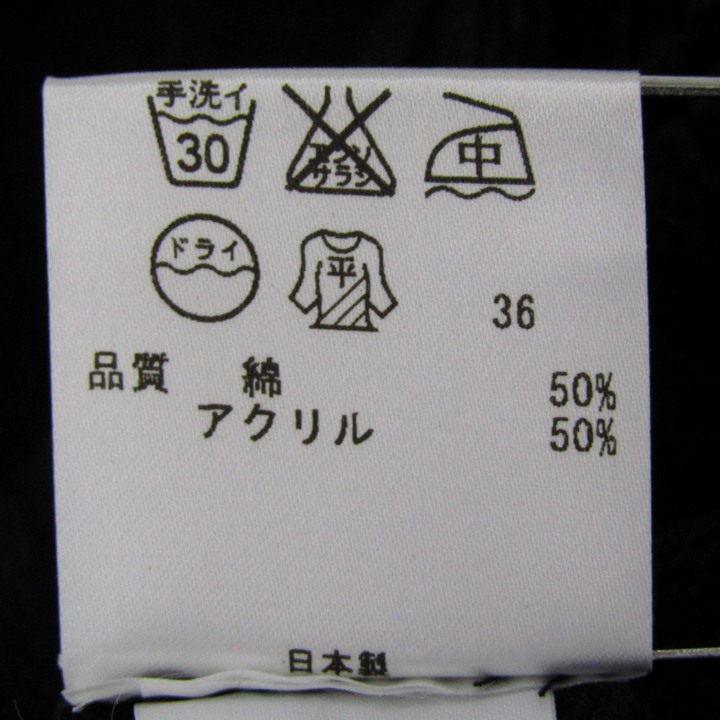 手洗イ
30
エンソ
サラシ
中
ドライ
平
36
品質 綿 50%
アクリル 50%
日本製